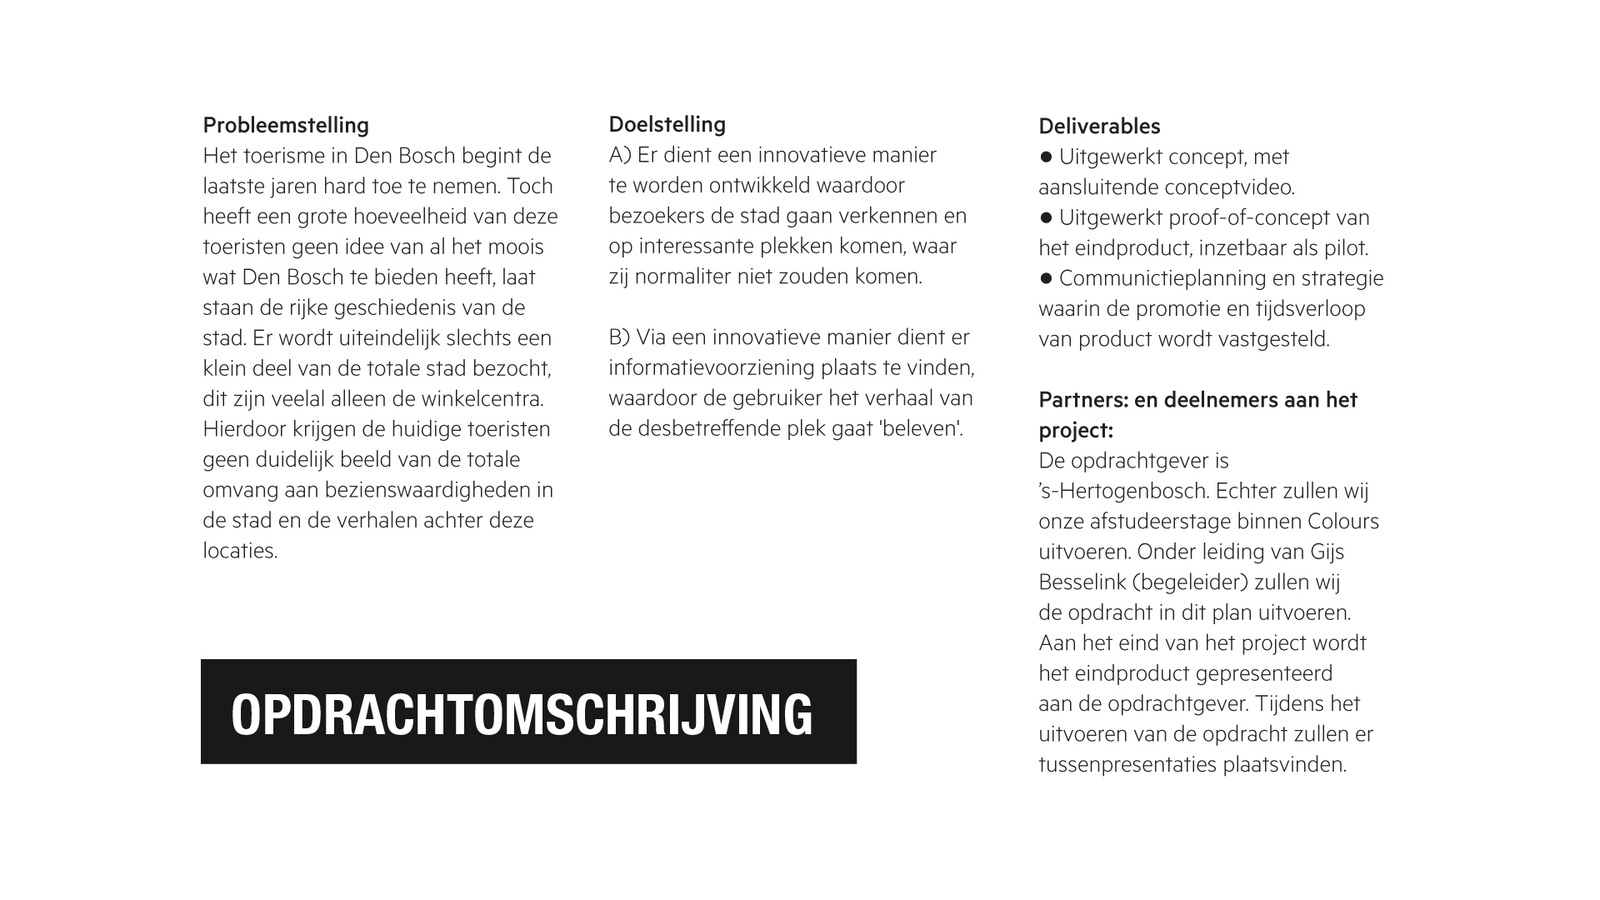 Probleemstelling
Het toerisme in Den Bosch begint de
laatste jaren hard toe te nemen. Toch
heeft een grote hoeveelheid van deze
toeristen geen idee van al het moois
wat Den Bosch te bieden heeft, laat
staan de rijke geschiedenis van de
stad. Er wordt uiteindelijk slechts een
klein deel van de totale stad bezocht,
dit zijn veelal alleen de winkelcentra.
Hierdoor krijgen de huidige toeristen
geen duidelijk beeld van de totale
omvang aan bezienswaardigheden in
de stad en de verhalen achter deze
locaties.
Doelstelling
A) Er dient een innovatieve manier
te worden ontwikkeld waardoor
bezoekers de stad gaan verkennen en
op interessante plekken komen, waar
zij normaliter niet zouden komen.
B) Via een innovatieve manier dient er
informatievoorziening plaats te vinden,
waardoor de gebruiker het verhaal van
de desbetreffende plek gaat 'beleven'.
Deliverables
● Uitgewerkt concept, met
aansluitende conceptvideo.
● Uitgewerkt proof-of-concept van
het eindproduct, inzetbaar als pilot.
● Communictieplanning en strategie
waarin de promotie en tijdsverloop
van product wordt vastgesteld.
Partners: en deelnemers aan het
project:
De opdrachtgever is
’s-Hertogenbosch. Echter zullen wij
onze afstudeerstage binnen Colours
uitvoeren. Onder leiding van Gijs
Besselink (begeleider) zullen wij
de opdracht in dit plan uitvoeren.
Aan het eind van het project wordt
het eindproduct gepresenteerd
aan de opdrachtgever. Tijdens het
uitvoeren van de opdracht zullen er
tussenpresentaties plaatsvinden.
OPDRACHTOMSCHRIJVING